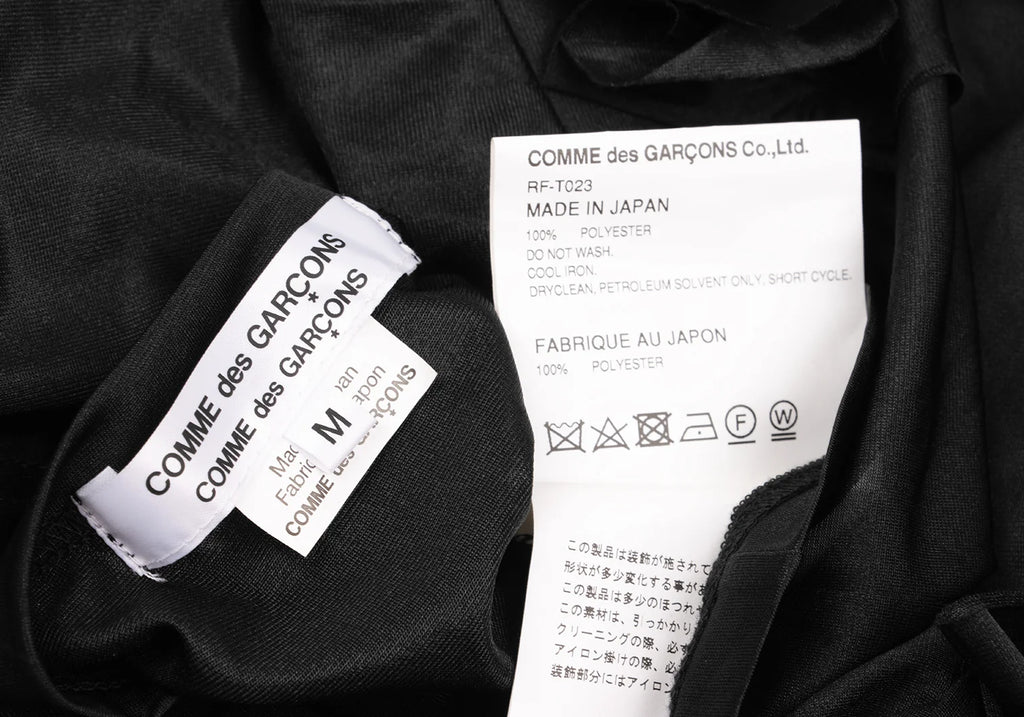 COMME des GARÇONS
COMME des GARÇONS
M
COMME des GARÇONS
COMME des GARÇONS Co.,Ltd.
RF-T023
MADE IN JAPAN
100% POLYESTER
DO NOT WASH.
COOL IRON.
DRYCLEAN, PETROLEUM SOLVENT ONLY, SHORT CYCLE.
FABRIQUE AU JAPON
100% POLYESTER
F W
この製品は装飾が施されて
形状が多少変化する事が
この製品は多少のほつれ
この素材は、引っかかり
クリーニングの際、必ず
アイロン掛けの際、必
装飾部分にはアイロン